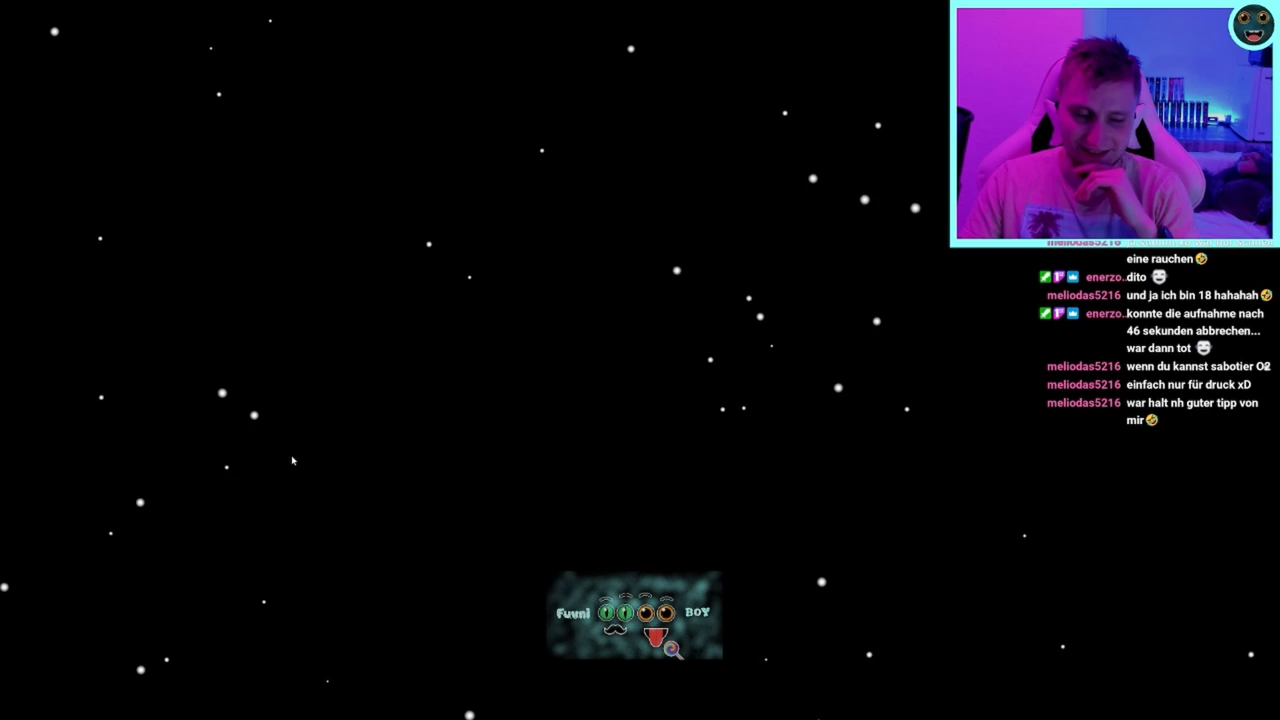 meliodas5216
eine rauchen🤣
enerzo.. dito
meliodas5216 und ja ich bin 18 hahahah🤣
enerzo.. konnte die aufnahme nach
46 sekunden abbrechen...
war dann tot
meliodas5216 wenn du kannst sabotier O2
meliodas5216 einfach nur für druck xD
meliodas5216 war halt nh guter tipp von
mir🤣
Fuuni BOY